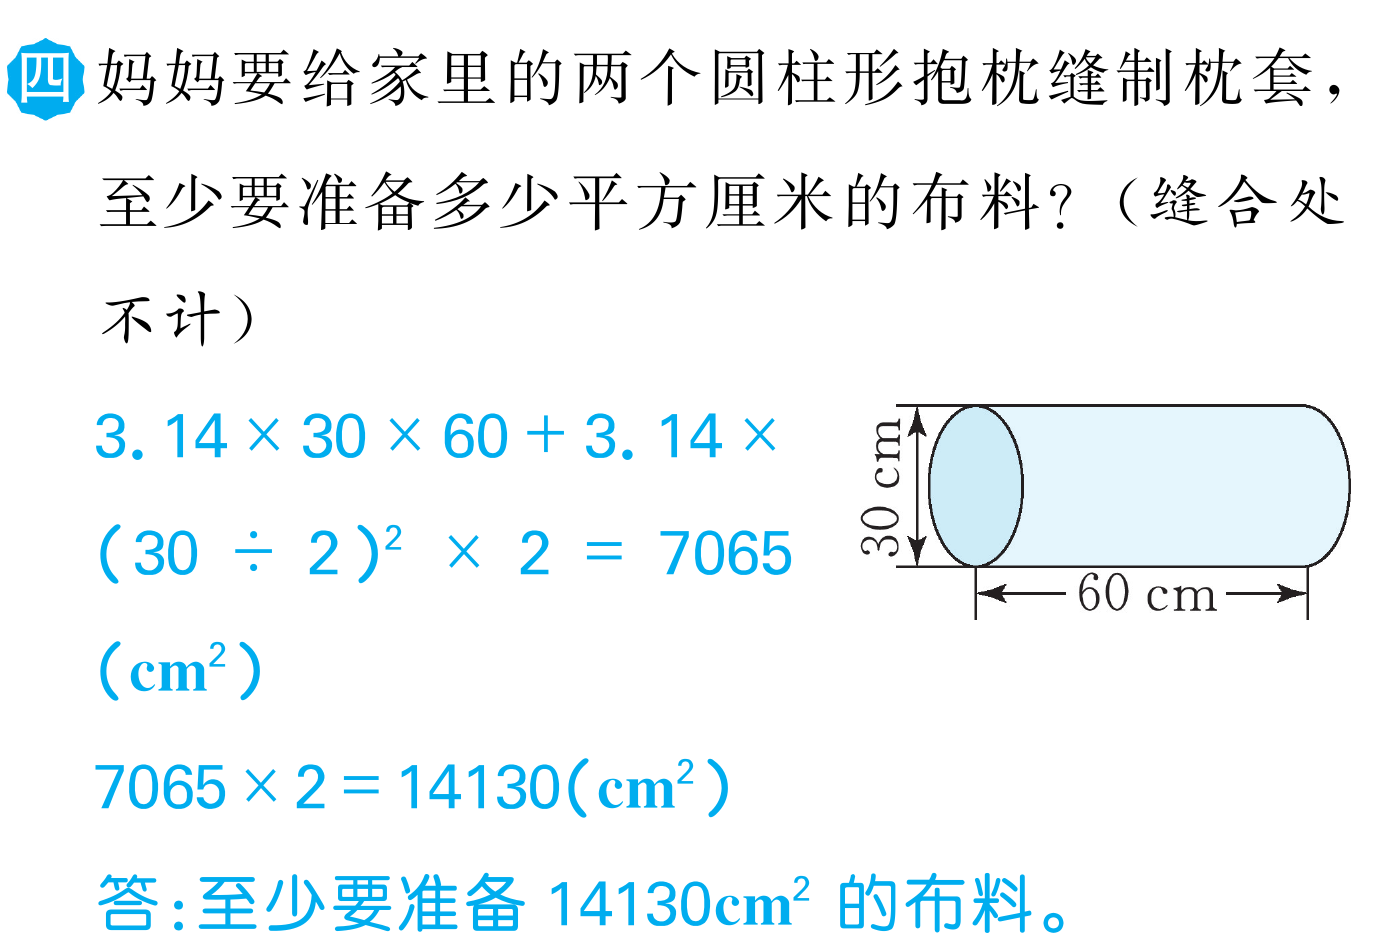 四 妈妈要给家里的两个圆柱形抱枕缝制枕套，
至少要准备多少平方厘米的布料？（缝合处
不计）
3.14×30×60+3.14×
(30÷2)²×2=7065
(cm²)
7065×2=14130(cm²)
答：至少要准备 14130cm² 的布料。
30 cm
60 cm